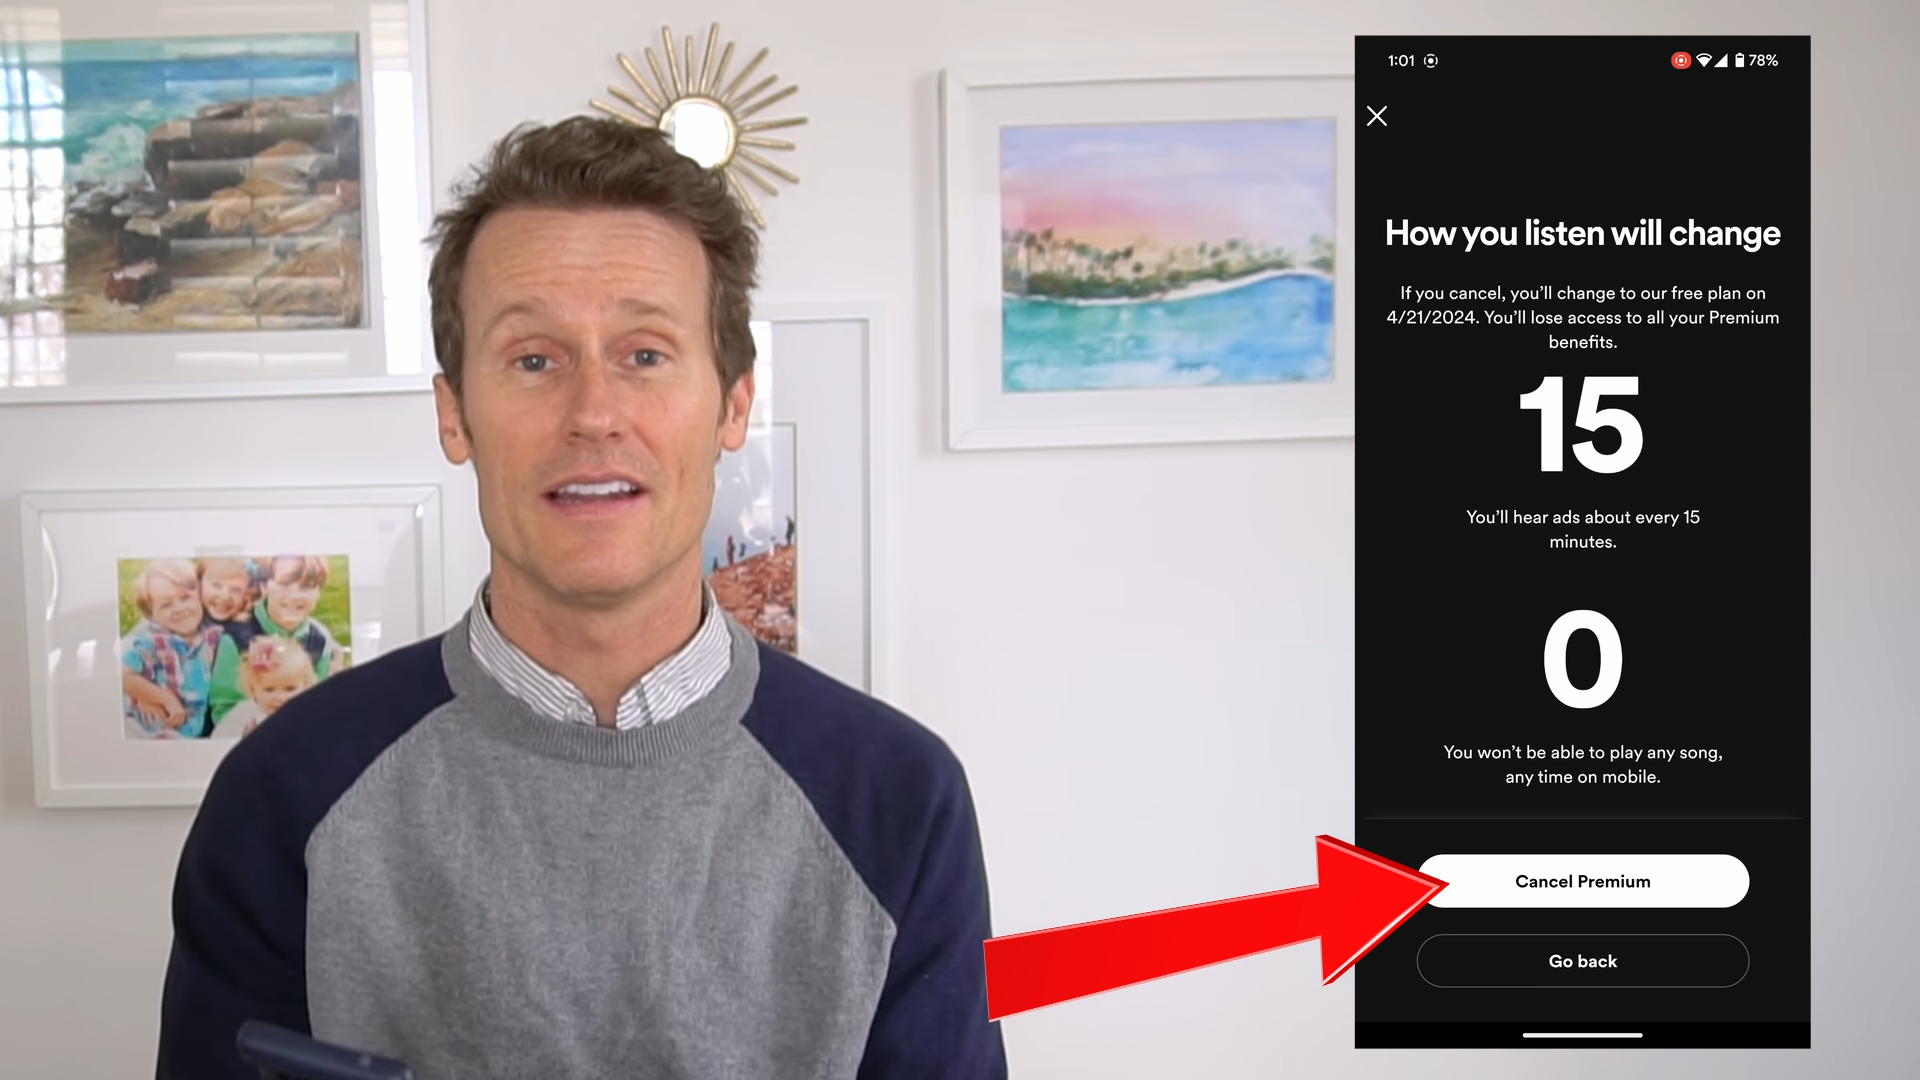 1:01
78%
How you listen will change
If you cancel, you'll change to our free plan on
4/21/2024. You'll lose access to all your Premium
benefits.
15
You'll hear ads about every 15
minutes.
0
You won't be able to play any song,
any time on mobile.
Cancel Premium
Go back